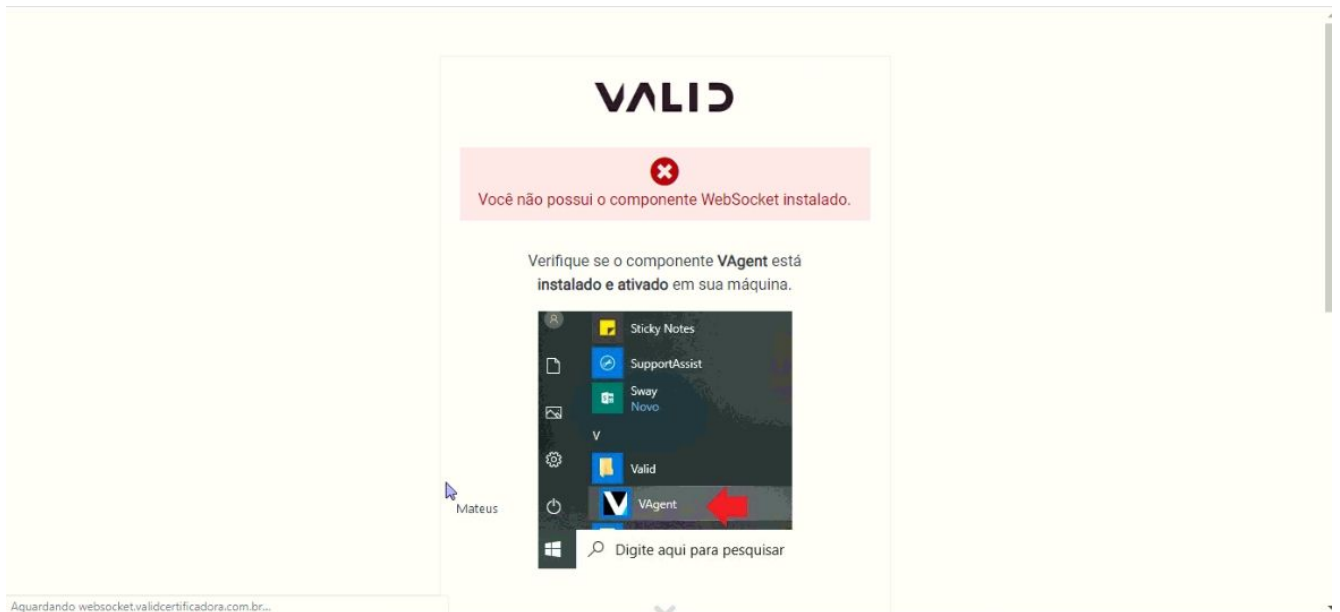 VALID
Você não possui o componente WebSocket instalado.
Verifique se o componente VAgent está
instalado e ativado em sua máquina.
Sticky Notes
SupportAssist
Sway
Novo
V
Valid
VAgent
Digite aqui para pesquisar
Mateus
Aguardando websocket.validcertificadora.com.br...